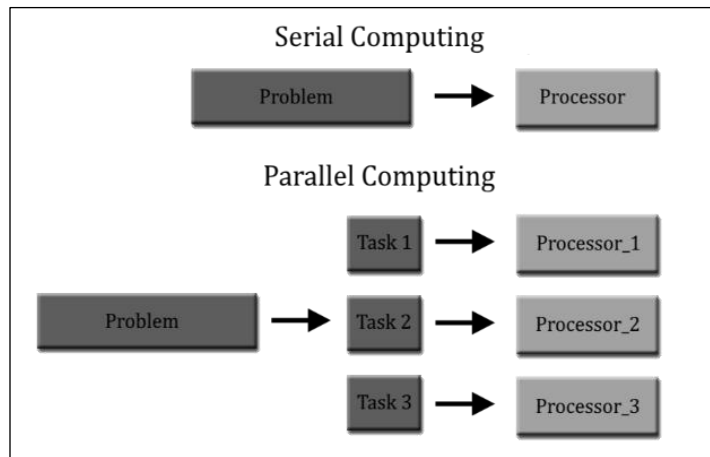 Serial Computing
Problem
Processor
Parallel Computing
Task 1
Processor_1
Problem
Task 2
Processor_2
Task 3
Processor_3